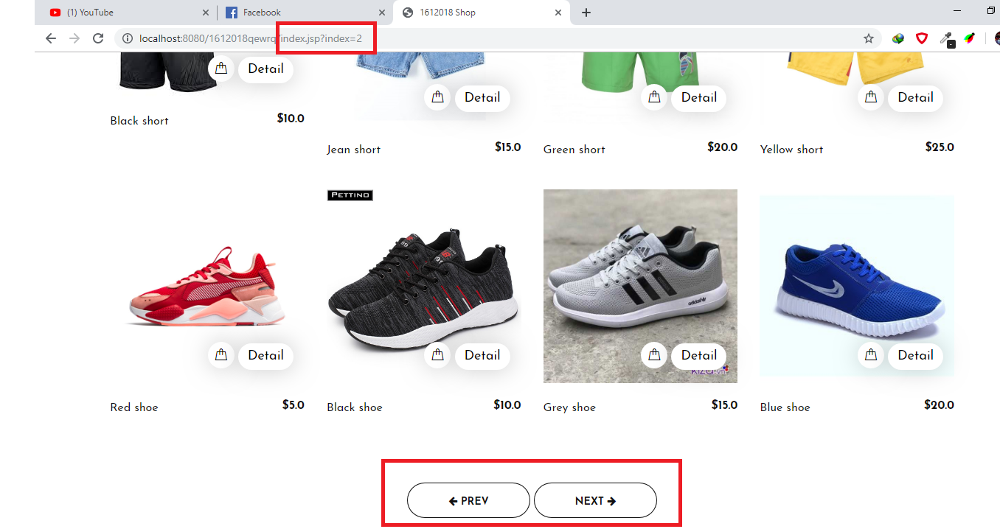 (1) YouTube
Facebook
1612018 Shop
localhost:8080/1612018qewrq/index.jsp?index=2
Detail
Detail
Detail
Detail
Black short $10.0
Jean short $15.0
Green short $20.0
Yellow short $25.0
PETTINO
Detail
Detail
adidas
Detail
kiza.vn
Detail
Red shoe $5.0
Black shoe $10.0
Grey shoe $15.0
Blue shoe $20.0
PREV
NEXT